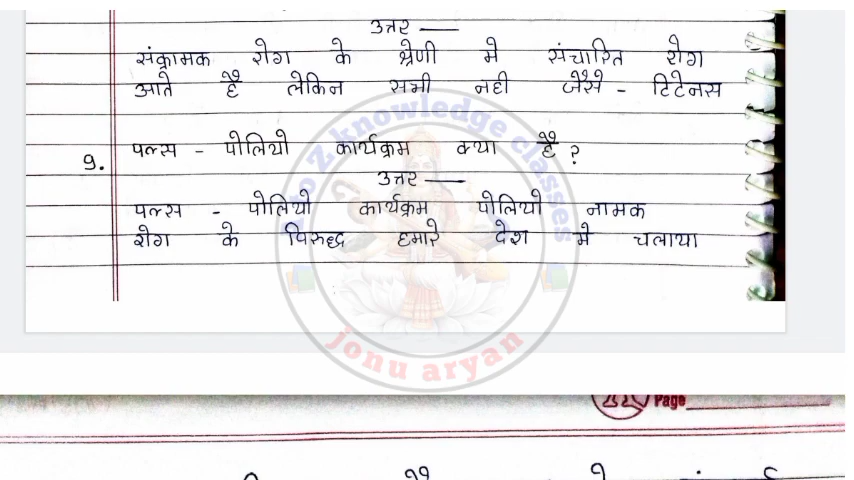 उत्तर —
संक्रामक रोग के श्रेणी मे संचारित रोग
आते है लेकिन सभी नही जैसे - टिटेनस
9. पल्स - पोलियो कार्यक्रम क्या है ?
उत्तर —
पल्स - पोलियो कार्यक्रम पोलियो नामक
रोग के विरुद्ध हमारे देश मे चलाया
A to Z knowledge classes
jonu aryan
Page